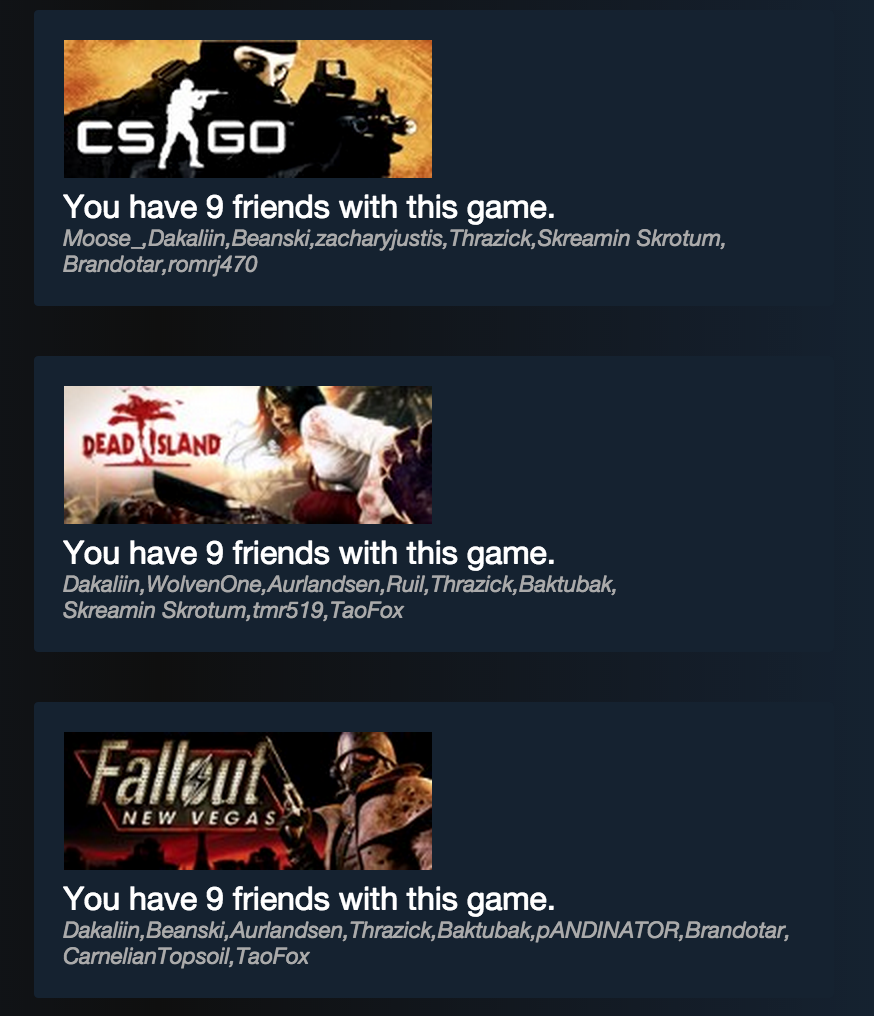 CS GO
You have 9 friends with this game.
Moose_,Dakaliin,Beanski,zacharyjustis,Thrazick,Skreamin Skrotum,
Brandotar,romrj470
DEAD ISLAND
You have 9 friends with this game.
Dakaliin,WolvenOne,Aurlandsen,Ruil,Thrazick,Baktubak,
Skreamin Skrotum,tmr519,TaoFox
Fallout
NEW VEGAS
You have 9 friends with this game.
Dakaliin,Beanski,Aurlandsen,Thrazick,Baktubak,pANDINATOR,Brandotar,
CarnelianTopsoil,TaoFox